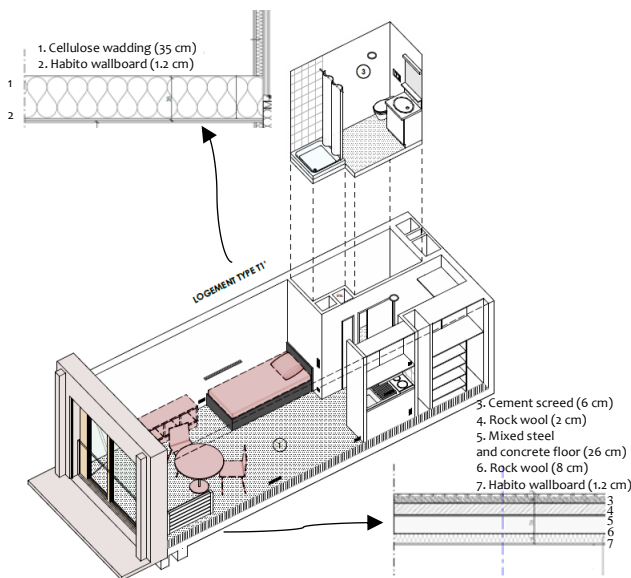 1. Cellulose wadding (35 cm)
2. Habito wallboard (1.2 cm)
1
2
3
LOGEMENT TYPE T1'
1
3. Cement screed (6 cm)
4. Rock wool (2 cm)
5. Mixed steel
and concrete floor (26 cm)
6. Rock wool (8 cm)
7. Habito wallboard (1.2 cm)
3
4
5
6
7